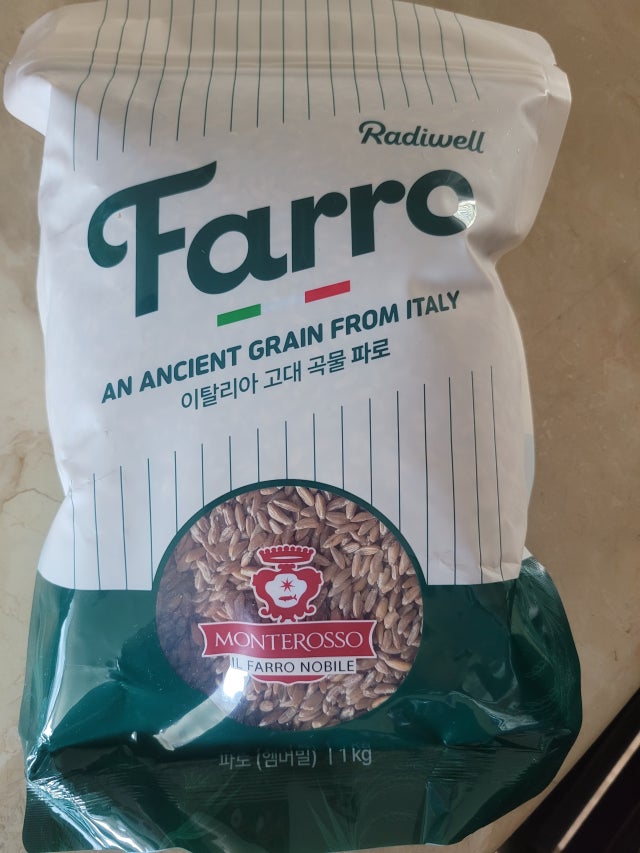 Radiwell
Farro
AN ANCIENT GRAIN FROM ITALY
이탈리아 고대 곡물 파로
MONTEROSSO
IL FARRO NOBILE
파로 (엠머밀) | 1kg